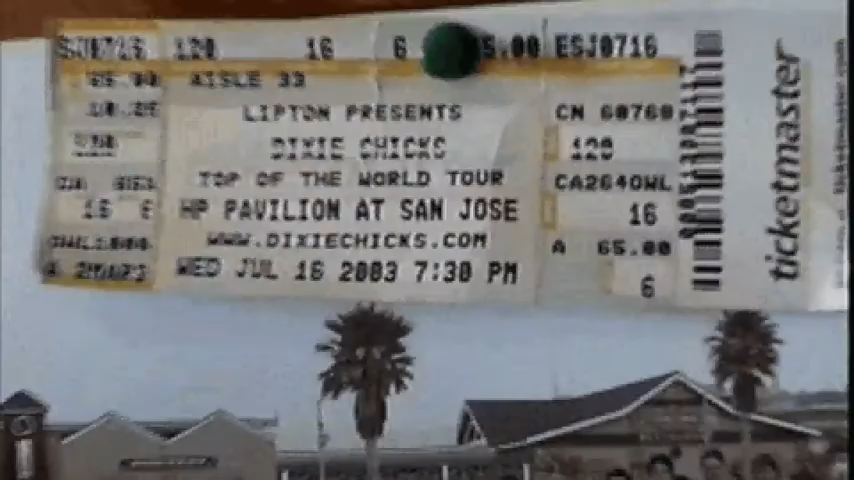 120 16 6 5.00 ESJ0716
AISLE 33
LIPTON PRESENTS
DIXIE CHICKS
TOP OF THE WORLD TOUR
HP PAVILION AT SAN JOSE
WWW.DIXIECHICKS.COM
WED JUL 16 2003 7:30 PM
16 6
CN 60760
120
CA2640WL
16
A 65.00
6
ticketmaster